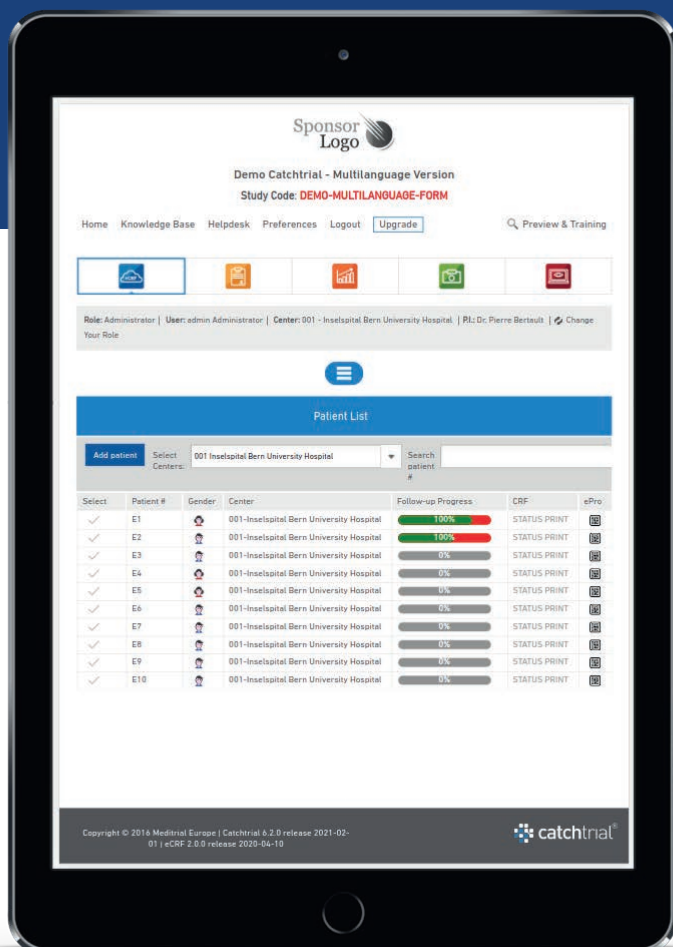 Sponsor
Logo
Demo Catchtrial - Multilanguage Version
Study Code: DEMO-MULTILANGUAGE-FORM
Home Knowledge Base Helpdesk Preferences Logout Upgrade Preview & Training
eCRF
Role: Administrator | User: admin Administrator | Center: 001 - Inselspital Bern University Hospital | P.I.: Dr. Pierre Bertault | Change
Your Role
Patient List
Add patient Select Centers: 001 Inselspital Bern University Hospital Search patient #
Select Patient # Gender Center Follow-up Progress CRF ePro
E1 001-Inselspital Bern University Hospital 100% STATUS PRINT
E2 001-Inselspital Bern University Hospital 100% STATUS PRINT
E3 001-Inselspital Bern University Hospital 0% STATUS PRINT
E4 001-Inselspital Bern University Hospital 0% STATUS PRINT
E5 001-Inselspital Bern University Hospital 0% STATUS PRINT
E6 001-Inselspital Bern University Hospital 0% STATUS PRINT
E7 001-Inselspital Bern University Hospital 0% STATUS PRINT
E8 001-Inselspital Bern University Hospital 0% STATUS PRINT
E9 001-Inselspital Bern University Hospital 0% STATUS PRINT
E10 001-Inselspital Bern University Hospital 0% STATUS PRINT
Copyright © 2016 Meditrial Europe | Catchtrial 6.2.0 release 2021-02-
01 | eCRF 2.0.0 release 2020-04-10
catchtrial®